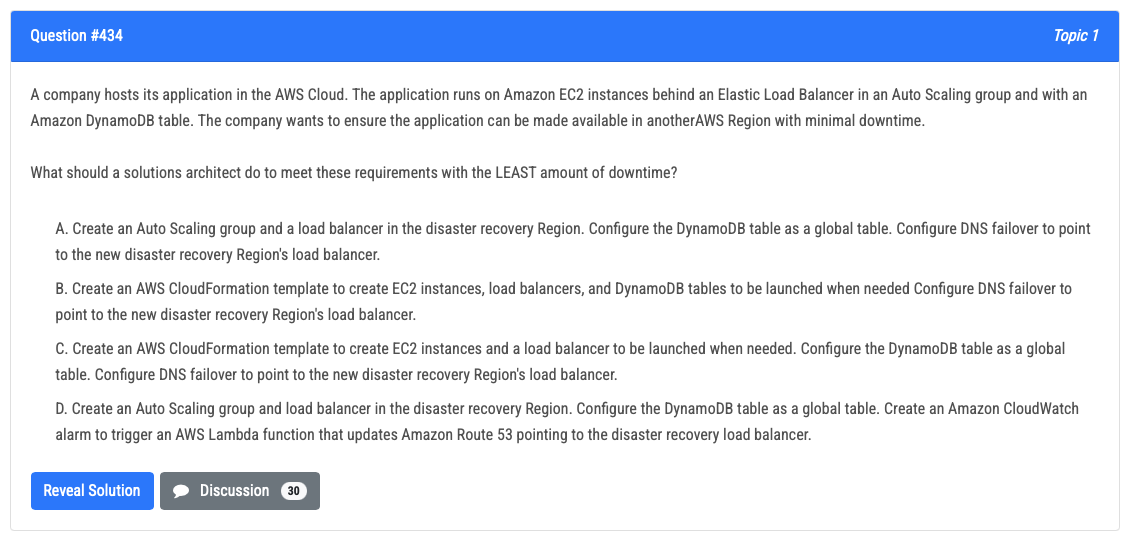 Question #434
Topic 1
A company hosts its application in the AWS Cloud. The application runs on Amazon EC2 instances behind an Elastic Load Balancer in an Auto Scaling group and with an
Amazon DynamoDB table. The company wants to ensure the application can be made available in anotherAWS Region with minimal downtime.
What should a solutions architect do to meet these requirements with the LEAST amount of downtime?
A. Create an Auto Scaling group and a load balancer in the disaster recovery Region. Configure the DynamoDB table as a global table. Configure DNS failover to point
to the new disaster recovery Region's load balancer.
B. Create an AWS CloudFormation template to create EC2 instances, load balancers, and DynamoDB tables to be launched when needed Configure DNS failover to
point to the new disaster recovery Region's load balancer.
C. Create an AWS CloudFormation template to create EC2 instances and a load balancer to be launched when needed. Configure the DynamoDB table as a global
table. Configure DNS failover to point to the new disaster recovery Region's load balancer.
D. Create an Auto Scaling group and load balancer in the disaster recovery Region. Configure the DynamoDB table as a global table. Create an Amazon CloudWatch
alarm to trigger an AWS Lambda function that updates Amazon Route 53 pointing to the disaster recovery load balancer.
Reveal Solution
Discussion 30